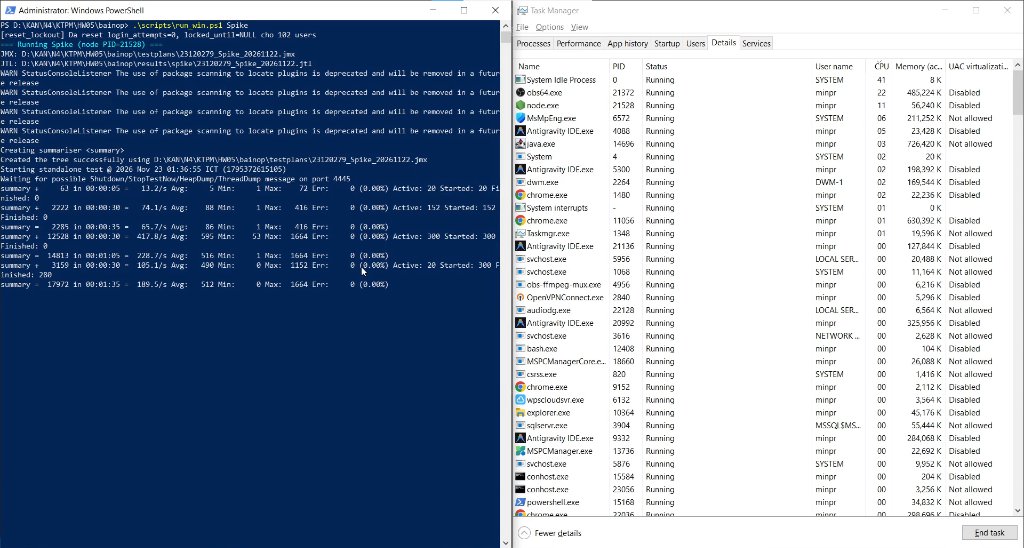 Administrator: Windows PowerShell
PS D:\KAN\N4\KTPM\HW05\bainop> .\scripts\run_win.ps1 Spike
[reset_lockout] Da reset login_attempts=0, locked_until=NULL cho 102 users
=== Running Spike (node PID=21528) ===
JMX: D:\KAN\N4\KTPM\HW05\bainop\testplans\23120279_Spike_20261122.jmx
JTL: D:\KAN\N4\KTPM\HW05\bainop\results\spike\23120279_Spike_20261122.jtl
WARN StatusConsoleListener The use of package scanning to locate plugins is deprecated and will be removed in a futur
e release
WARN StatusConsoleListener The use of package scanning to locate plugins is deprecated and will be removed in a futur
e release
WARN StatusConsoleListener The use of package scanning to locate plugins is deprecated and will be removed in a futur
e release
WARN StatusConsoleListener The use of package scanning to locate plugins is deprecated and will be removed in a futur
e release
Creating summariser <summary>
Created the tree successfully using D:\KAN\N4\KTPM\HW05\bainop\testplans\23120279_Spike_20261122.jmx
Starting standalone test @ 2026 Nov 23 01:36:55 ICT (1795372615105)
Waiting for possible Shutdown/StopTestNow/HeapDump/ThreadDump message on port 4445
summary + 63 in 00:00:05 = 13.2/s Avg: 5 Min: 1 Max: 72 Err: 0 (0.00%) Active: 20 Started: 20 Fi
nished: 0
summary + 2222 in 00:00:30 = 74.1/s Avg: 88 Min: 1 Max: 416 Err: 0 (0.00%) Active: 152 Started: 152
Finished: 0
summary = 2285 in 00:00:35 = 65.7/s Avg: 86 Min: 1 Max: 416 Err: 0 (0.00%)
summary + 12528 in 00:00:30 = 417.8/s Avg: 595 Min: 53 Max: 1664 Err: 0 (0.00%) Active: 300 Started: 300
Finished: 0
summary = 14813 in 00:01:05 = 228.7/s Avg: 516 Min: 1 Max: 1664 Err: 0 (0.00%)
summary + 3159 in 00:00:30 = 105.1/s Avg: 490 Min: 0 Max: 1152 Err: 0 (0.00%) Active: 20 Started: 300 F
inished: 280
summary = 17972 in 00:01:35 = 189.5/s Avg: 512 Min: 0 Max: 1664 Err: 0 (0.00%)
Task Manager
File Options View
Processes Performance App history Startup Users Details Services
Name PID Status User name CPU Memory (ac... UAC virtualizati...
System Idle Process 0 Running SYSTEM 41 8 K
obs64.exe 21372 Running minpr 22 485,224 K Disabled
node.exe 21528 Running minpr 11 56,240 K Disabled
MsMpEng.exe 6572 Running SYSTEM 06 211,252 K Not allowed
Antigravity IDE.exe 4088 Running minpr 05 23,428 K Disabled
java.exe 14696 Running minpr 03 726,420 K Not allowed
System 4 Running SYSTEM 02 20 K
Antigravity IDE.exe 5300 Running minpr 02 198,392 K Disabled
dwm.exe 2264 Running DWM-1 02 169,544 K Disabled
chrome.exe 1480 Running minpr 02 22,236 K Disabled
System interrupts - Running SYSTEM 01 0 K
chrome.exe 11056 Running minpr 01 630,392 K Disabled
Taskmgr.exe 1348 Running minpr 01 19,596 K Not allowed
Antigravity IDE.exe 21136 Running minpr 00 127,844 K Disabled
svchost.exe 5956 Running LOCAL SER... 00 20,488 K Not allowed
svchost.exe 1068 Running SYSTEM 00 11,164 K Not allowed
obs-ffmpeg-mux.exe 4956 Running minpr 00 6,216 K Disabled
OpenVPNConnect.exe 2840 Running minpr 00 5,296 K Disabled
audiodg.exe 22128 Running LOCAL SER... 00 6,564 K Not allowed
Antigravity IDE.exe 20992 Running minpr 00 325,956 K Disabled
svchost.exe 3616 Running NETWORK ... 00 2,628 K Not allowed
bash.exe 12408 Running minpr 00 104 K Disabled
MSPCManagerCore.e... 18660 Running minpr 00 26,088 K Not allowed
csrss.exe 820 Running SYSTEM 00 1,416 K Not allowed
chrome.exe 9152 Running minpr 00 2,112 K Disabled
wpscloudsvr.exe 6132 Running minpr 00 3,564 K Disabled
explorer.exe 10364 Running minpr 00 45,176 K Disabled
sqlservr.exe 3904 Running MSSQL$MS... 00 55,444 K Not allowed
Antigravity IDE.exe 9332 Running minpr 00 284,068 K Disabled
MSPCManager.exe 13736 Running minpr 00 22,692 K Disabled
svchost.exe 5876 Running SYSTEM 00 9,952 K Not allowed
conhost.exe 15584 Running minpr 00 204 K Disabled
conhost.exe 23056 Running minpr 00 3,256 K Not allowed
powershell.exe 15168 Running minpr 00 34,832 K Not allowed
chrome.exe 22036 Running minpr 00 298,696 K Disabled
Fewer details End task